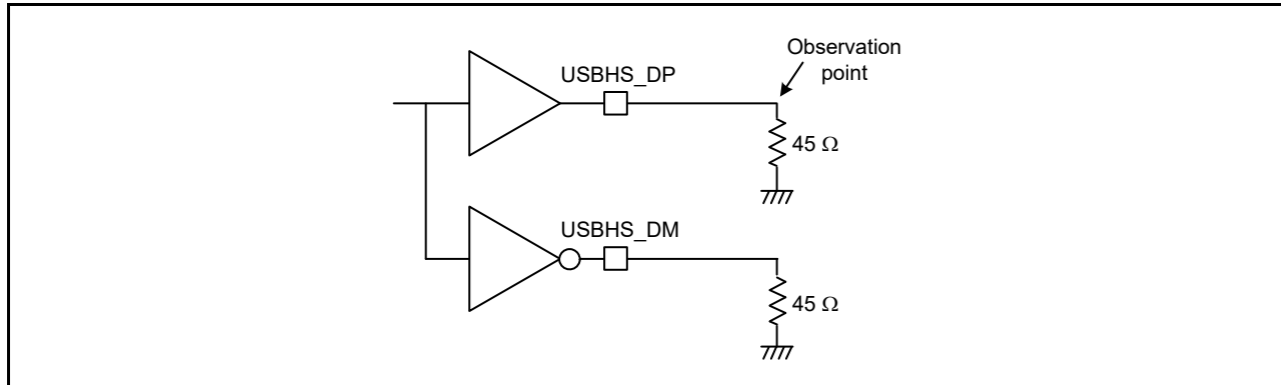 Observation
point
USBHS_DP
45 Ω
USBHS_DM
45 Ω